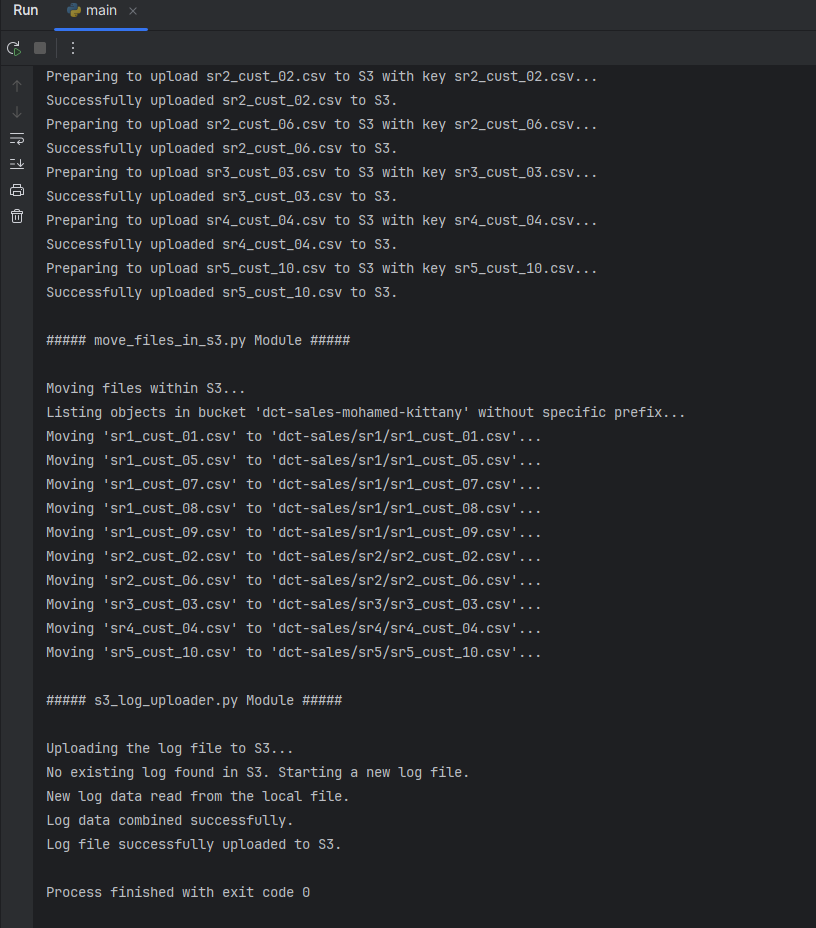 Run main
Preparing to upload sr2_cust_02.csv to S3 with key sr2_cust_02.csv...
Successfully uploaded sr2_cust_02.csv to S3.
Preparing to upload sr2_cust_06.csv to S3 with key sr2_cust_06.csv...
Successfully uploaded sr2_cust_06.csv to S3.
Preparing to upload sr3_cust_03.csv to S3 with key sr3_cust_03.csv...
Successfully uploaded sr3_cust_03.csv to S3.
Preparing to upload sr4_cust_04.csv to S3 with key sr4_cust_04.csv...
Successfully uploaded sr4_cust_04.csv to S3.
Preparing to upload sr5_cust_10.csv to S3 with key sr5_cust_10.csv...
Successfully uploaded sr5_cust_10.csv to S3.
##### move_files_in_s3.py Module #####
Moving files within S3...
Listing objects in bucket 'dct-sales-mohamed-kittany' without specific prefix...
Moving 'sr1_cust_01.csv' to 'dct-sales/sr1/sr1_cust_01.csv'...
Moving 'sr1_cust_05.csv' to 'dct-sales/sr1/sr1_cust_05.csv'...
Moving 'sr1_cust_07.csv' to 'dct-sales/sr1/sr1_cust_07.csv'...
Moving 'sr1_cust_08.csv' to 'dct-sales/sr1/sr1_cust_08.csv'...
Moving 'sr1_cust_09.csv' to 'dct-sales/sr1/sr1_cust_09.csv'...
Moving 'sr2_cust_02.csv' to 'dct-sales/sr2/sr2_cust_02.csv'...
Moving 'sr2_cust_06.csv' to 'dct-sales/sr2/sr2_cust_06.csv'...
Moving 'sr3_cust_03.csv' to 'dct-sales/sr3/sr3_cust_03.csv'...
Moving 'sr4_cust_04.csv' to 'dct-sales/sr4/sr4_cust_04.csv'...
Moving 'sr5_cust_10.csv' to 'dct-sales/sr5/sr5_cust_10.csv'...
##### s3_log_uploader.py Module #####
Uploading the log file to S3...
No existing log found in S3. Starting a new log file.
New log data read from the local file.
Log data combined successfully.
Log file successfully uploaded to S3.
Process finished with exit code 0